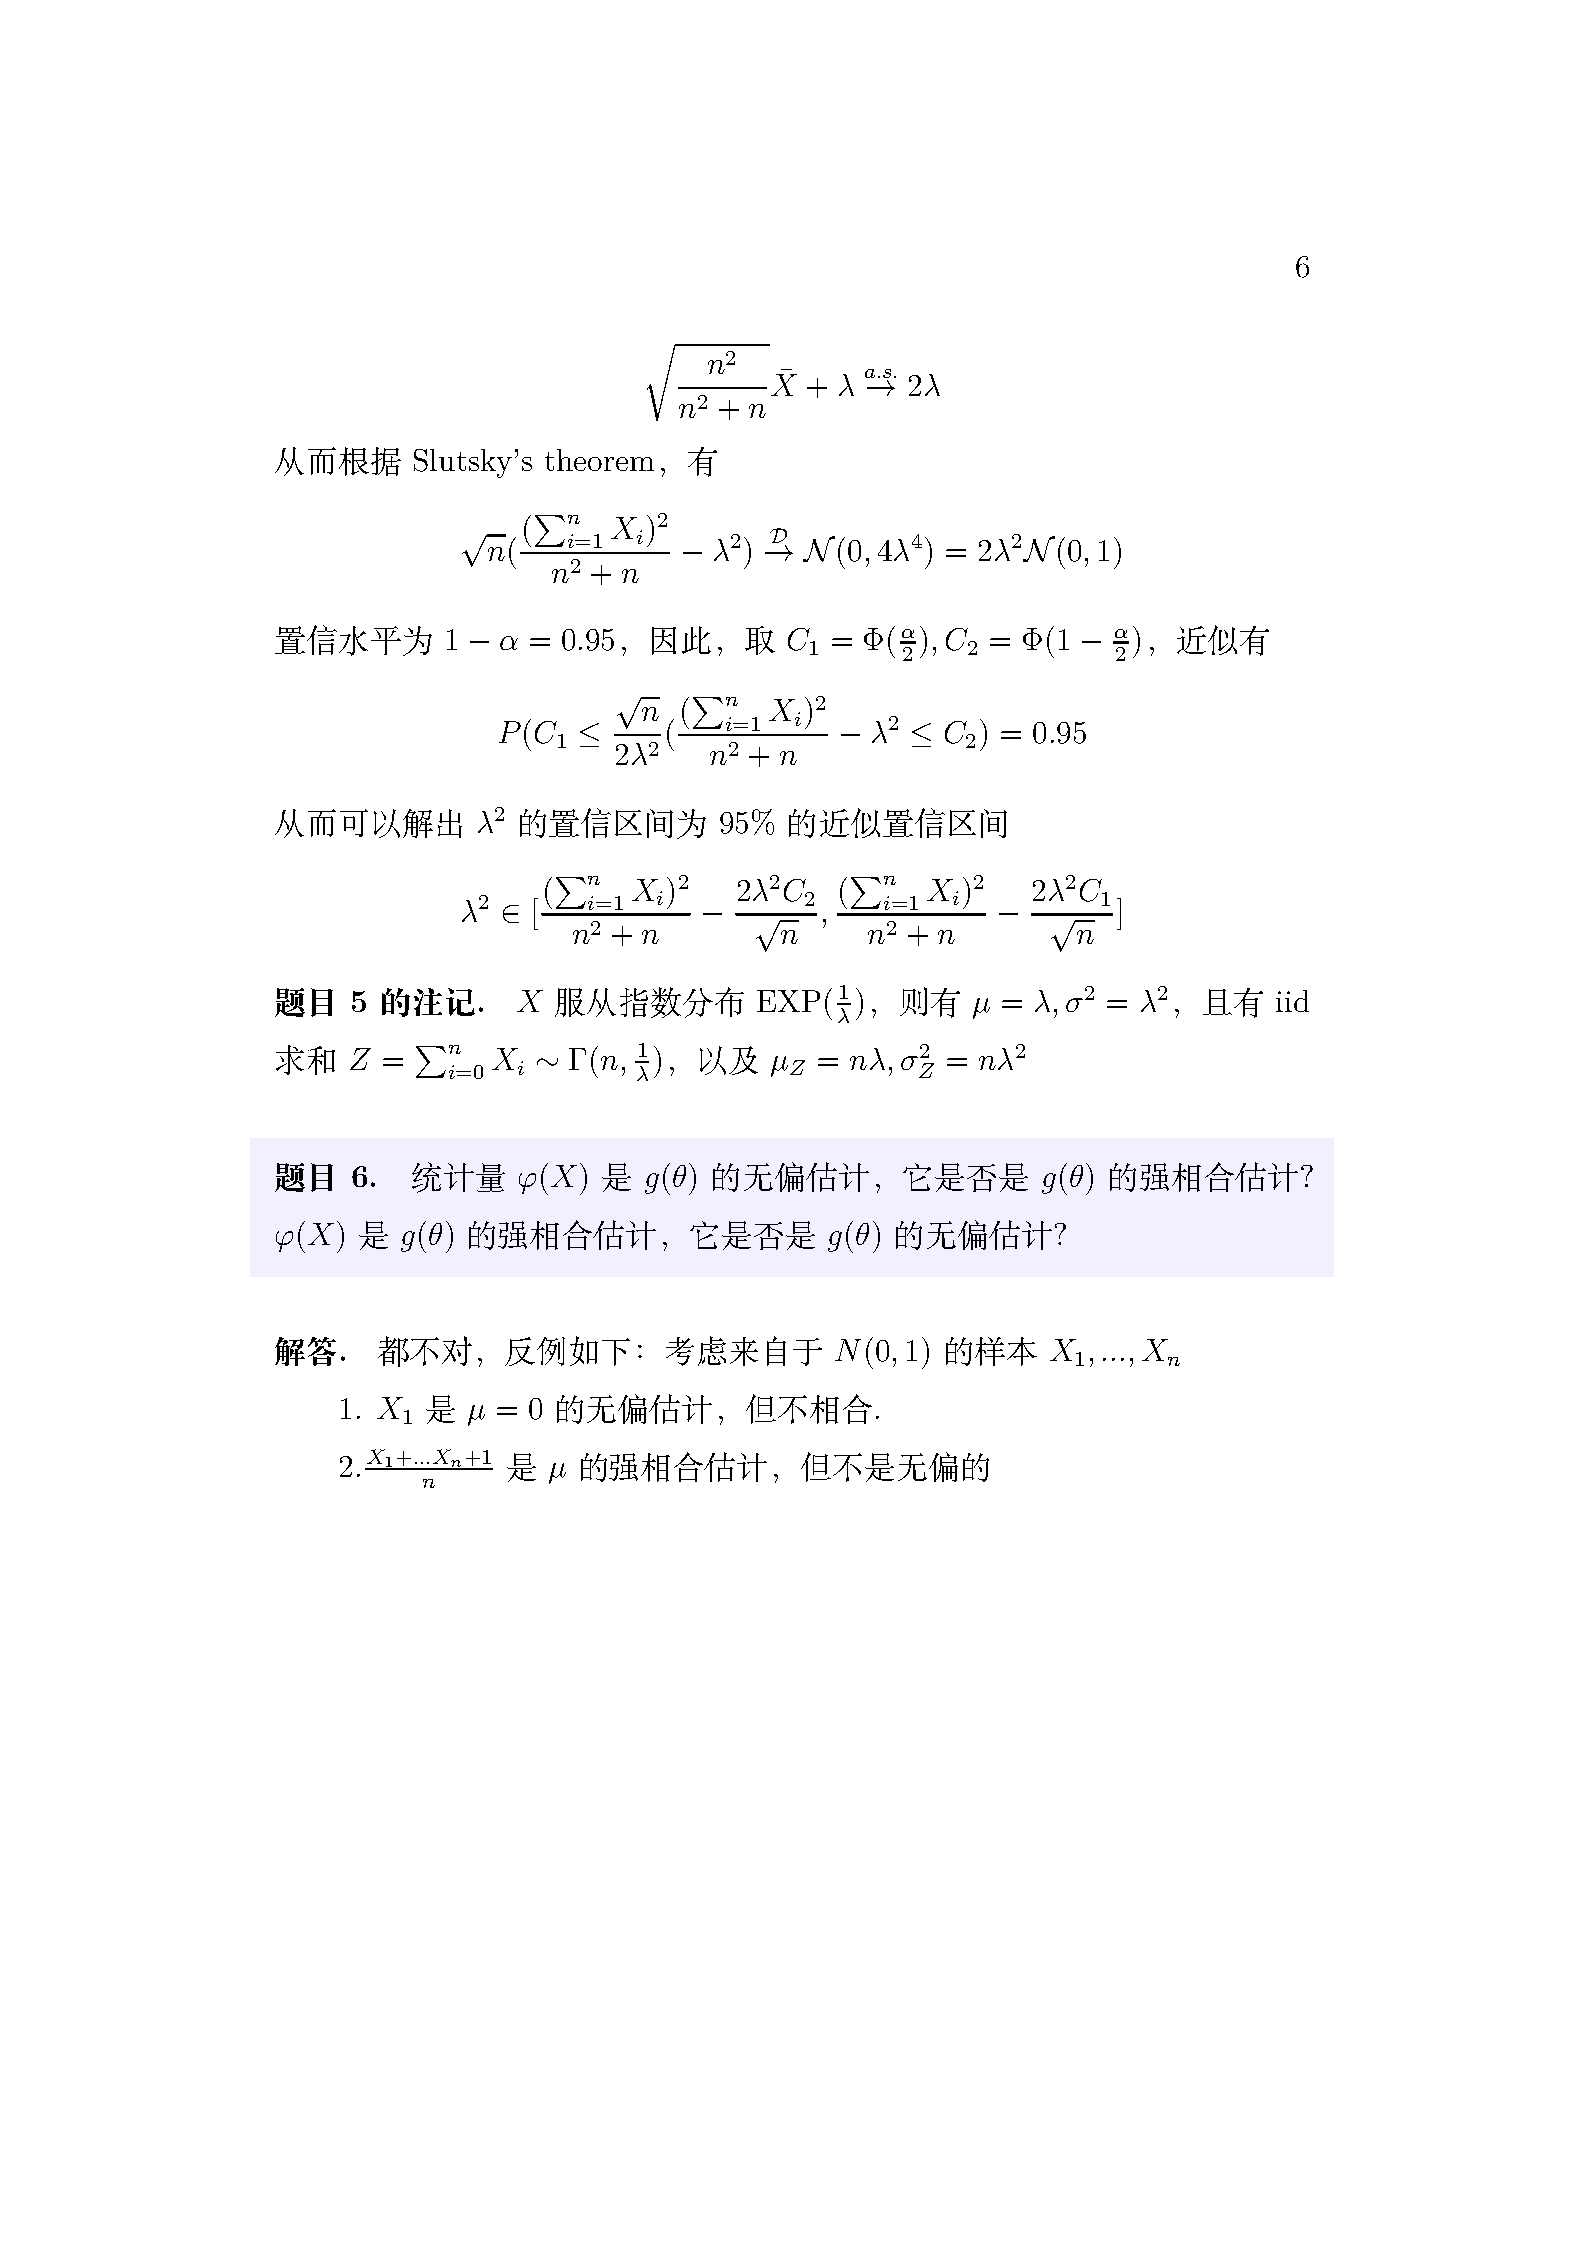 6
$\sqrt{\frac{n^2}{n^2+n}}\bar{X} + \lambda \xrightarrow{a.s.} 2\lambda$
从而根据 Slutsky's theorem，有
$\sqrt{n}(\frac{(\sum_{i=1}^n X_i)^2}{n^2+n} - \lambda^2) \xrightarrow{\mathcal{D}} \mathcal{N}(0, 4\lambda^4) = 2\lambda^2\mathcal{N}(0,1)$
置信水平为 $1-\alpha = 0.95$，因此，取 $C_1 = \Phi(\frac{\alpha}{2}), C_2 = \Phi(1-\frac{\alpha}{2})$，近似有
$P(C_1 \leq \frac{\sqrt{n}}{2\lambda^2}(\frac{(\sum_{i=1}^n X_i)^2}{n^2+n} - \lambda^2 \leq C_2) = 0.95$
从而可以解出 $\lambda^2$ 的置信区间为 95% 的近似置信区间
$\lambda^2 \in [\frac{(\sum_{i=1}^n X_i)^2}{n^2+n} - \frac{2\lambda^2 C_2}{\sqrt{n}}, \frac{(\sum_{i=1}^n X_i)^2}{n^2+n} - \frac{2\lambda^2 C_1}{\sqrt{n}}]$
题目 5 的注记. $X$ 服从指数分布 EXP($\frac{1}{\lambda}$)，则有 $\mu = \lambda, \sigma^2 = \lambda^2$，且有 iid
求和 $Z = \sum_{i=0}^n X_i \sim \Gamma(n, \frac{1}{\lambda})$，以及 $\mu_Z = n\lambda, \sigma_Z^2 = n\lambda^2$
题目 6. 统计量 $\varphi(X)$ 是 $g(\theta)$ 的无偏估计，它是否是 $g(\theta)$ 的强相合估计?
$\varphi(X)$ 是 $g(\theta)$ 的强相合估计，它是否是 $g(\theta)$ 的无偏估计?
解答. 都不对，反例如下：考虑来自于 $N(0,1)$ 的样本 $X_1, ..., X_n$
1. $X_1$ 是 $\mu = 0$ 的无偏估计，但不相合.
2.$\frac{X_1+...X_n+1}{n}$ 是 $\mu$ 的强相合估计，但不是无偏的